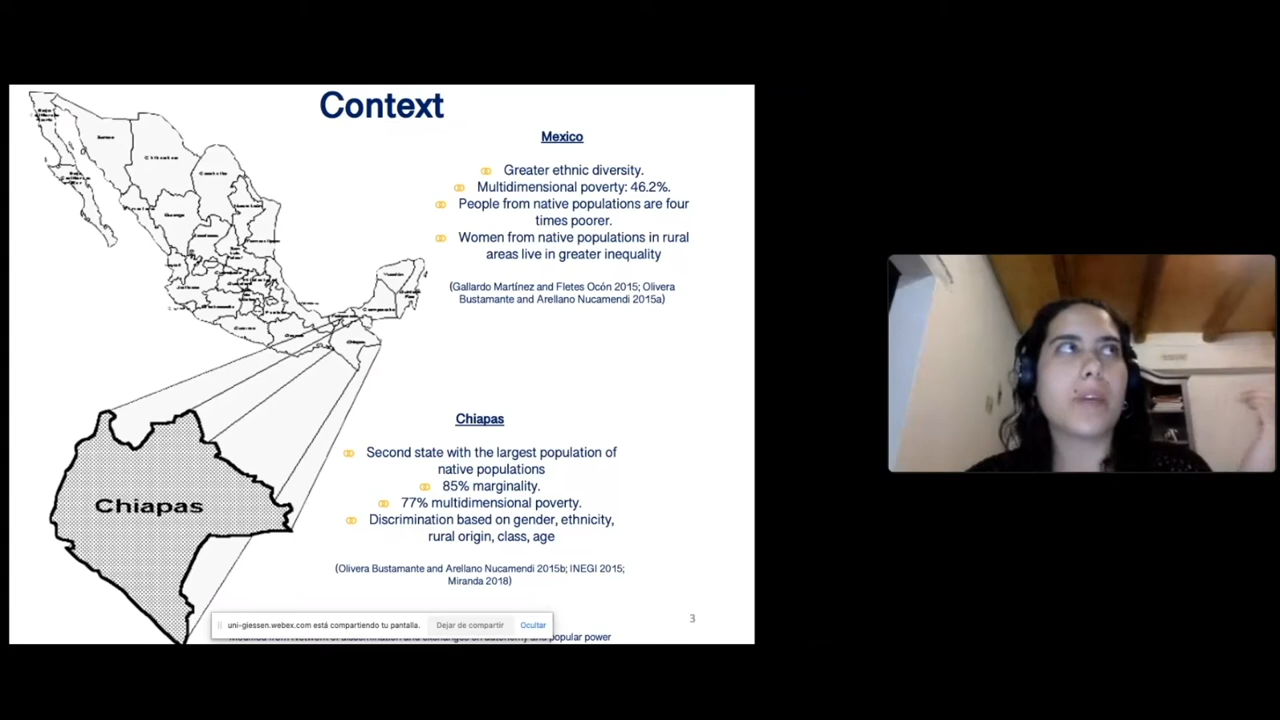 Context
Mexico
Greater ethnic diversity.
Multidimensional poverty: 46.2%.
People from native populations are four
times poorer.
Women from native populations in rural
areas live in greater inequality
(Gallardo Martínez and Fletes Ocón 2015; Olivera
Bustamante and Arellano Nucamendi 2015a)
Chiapas
Second state with the largest population of
native populations
85% marginality.
77% multidimensional poverty.
Discrimination based on gender, ethnicity,
rural origin, class, age
(Olivera Bustamante and Arellano Nucamendi 2015b; INEGI 2015;
Miranda 2018)
Chiapas
3
uni-giessen.webex.com está compartiendo tu pantalla.
Dejar de compartir
Ocultar
popular power